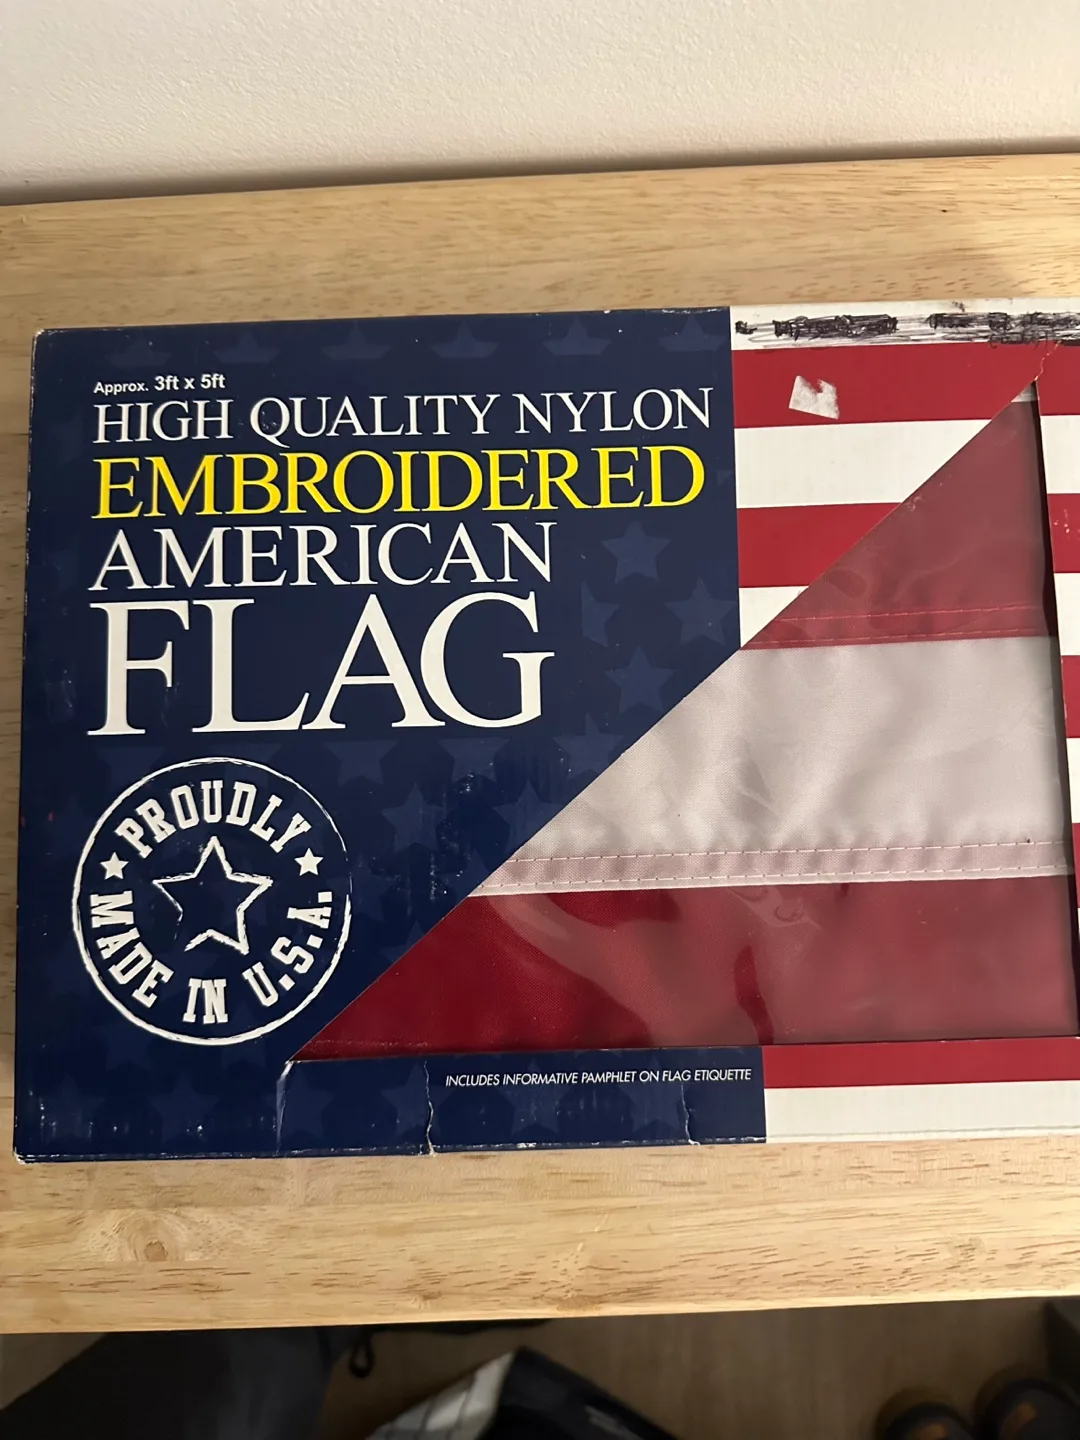 Approx. 3ft x 5ft
HIGH QUALITY NYLON
EMBROIDERED
AMERICAN
FLAG
PROUDLY
MADE IN U.S.A.
INCLUDES INFORMATIVE PAMPHLET ON FLAG ETIQUETTE